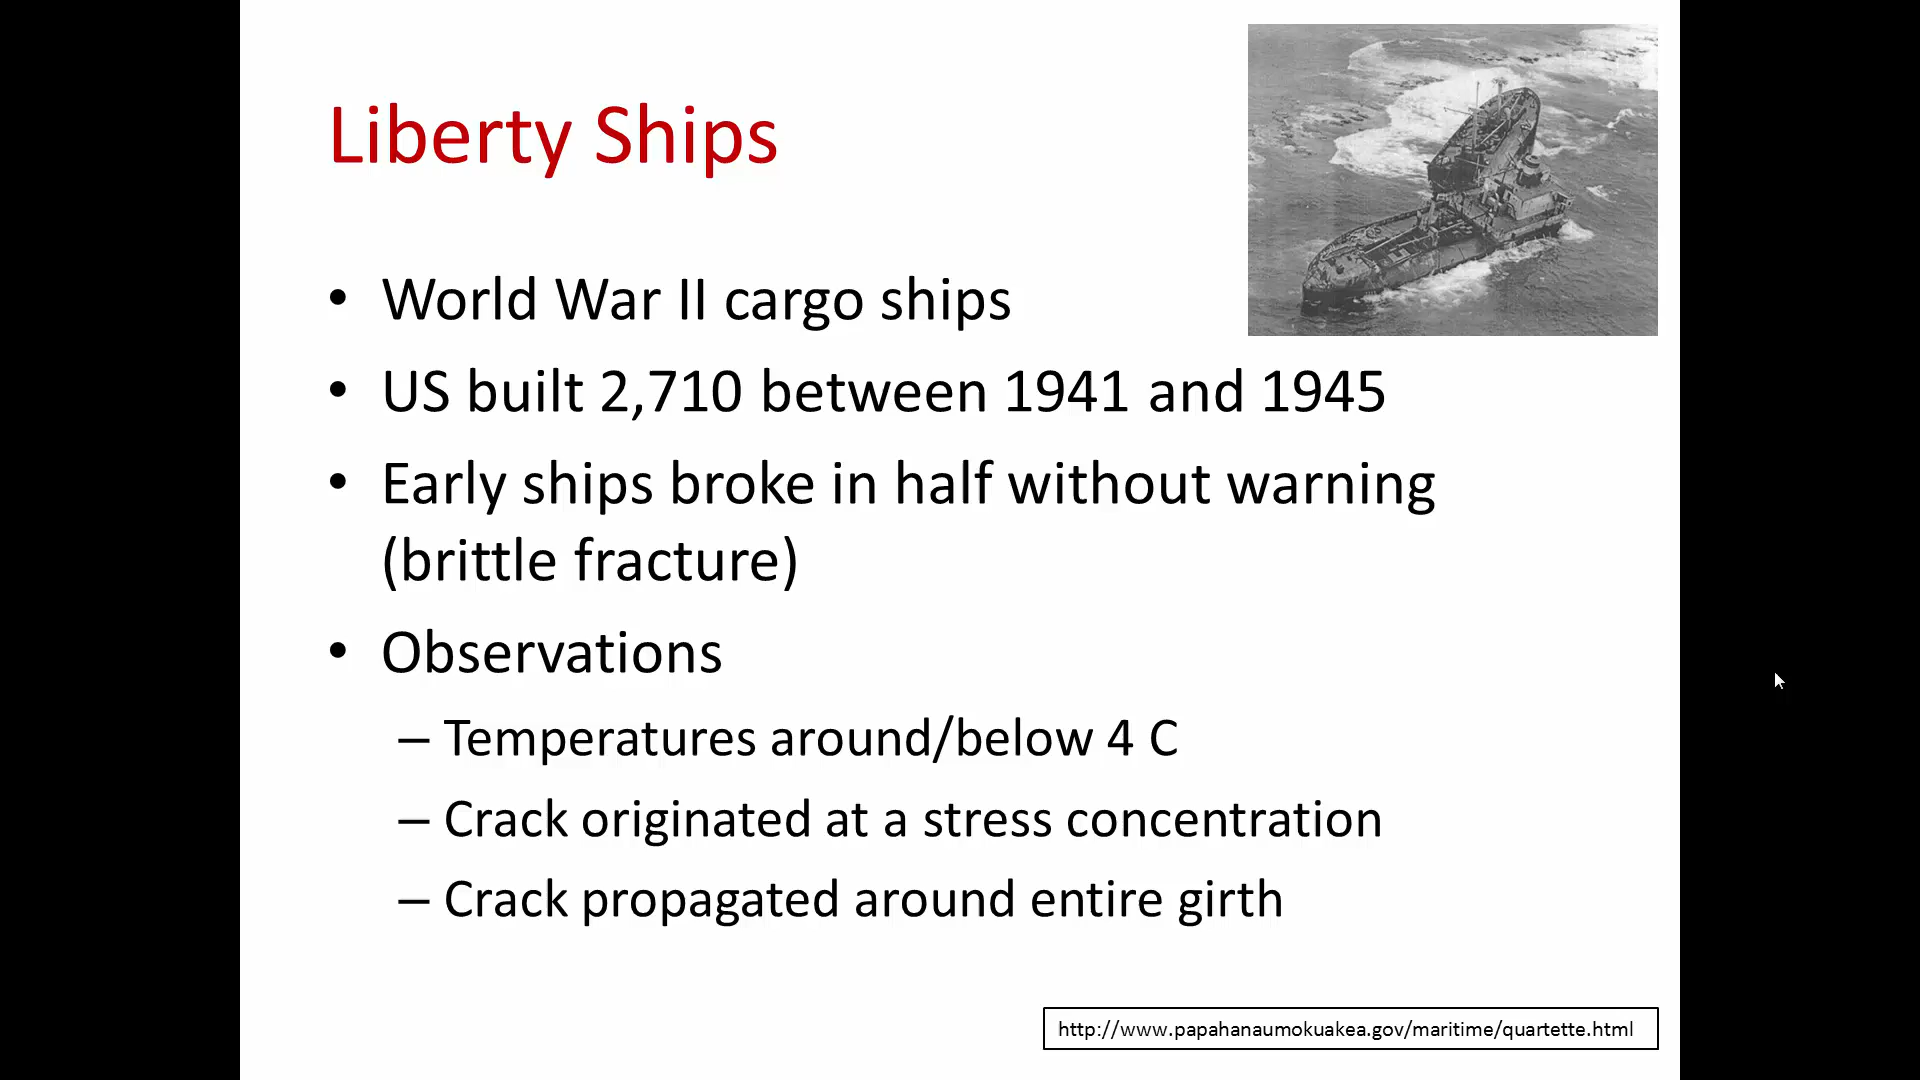 Liberty Ships
• World War II cargo ships
• US built 2,710 between 1941 and 1945
• Early ships broke in half without warning
(brittle fracture)
• Observations
– Temperatures around/below 4 C
– Crack originated at a stress concentration
– Crack propagated around entire girth
http://www.papahanaumokuakea.gov/maritime/quartette.html